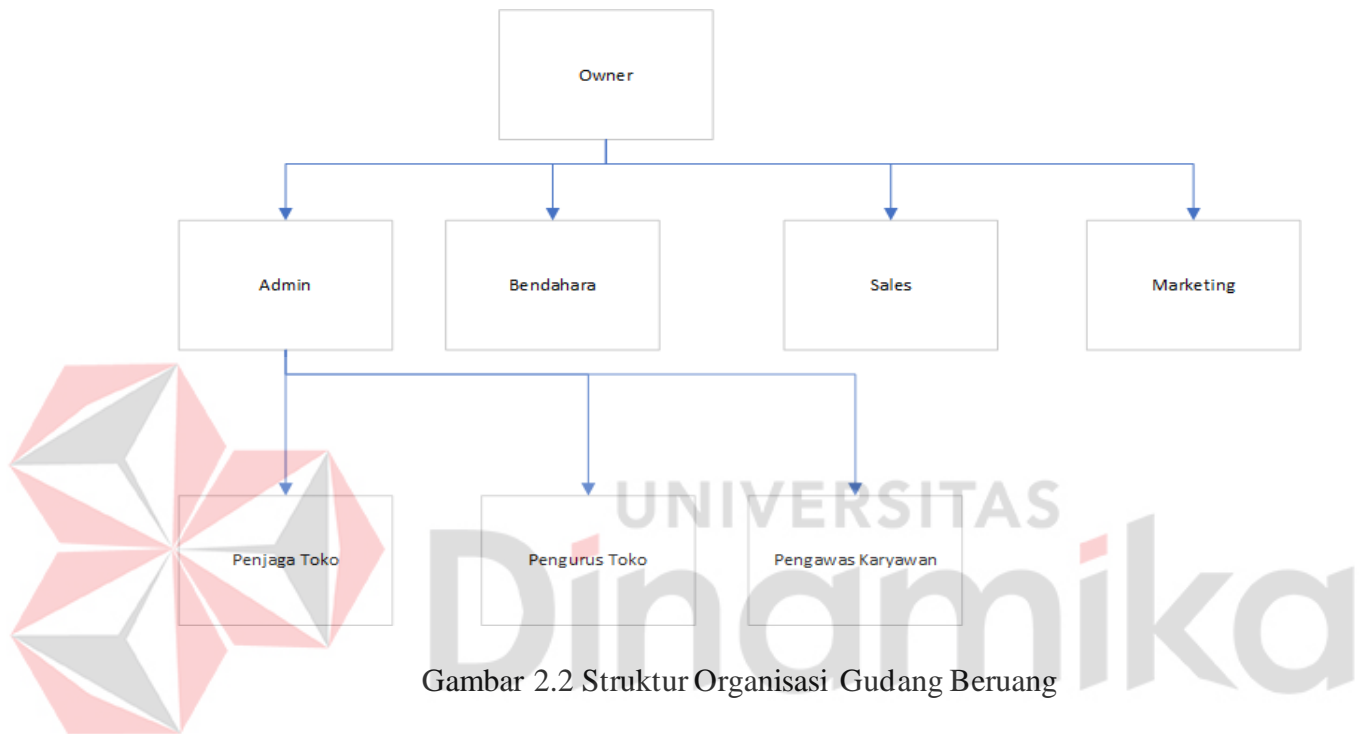 Owner
Admin
Bendahara
Sales
Marketing
UNIVERSITAS
Dinamika
Penjaga Toko
Pengurus Toko
Pengawas Karyawan
Gambar 2.2 Struktur Organisasi Gudang Beruang